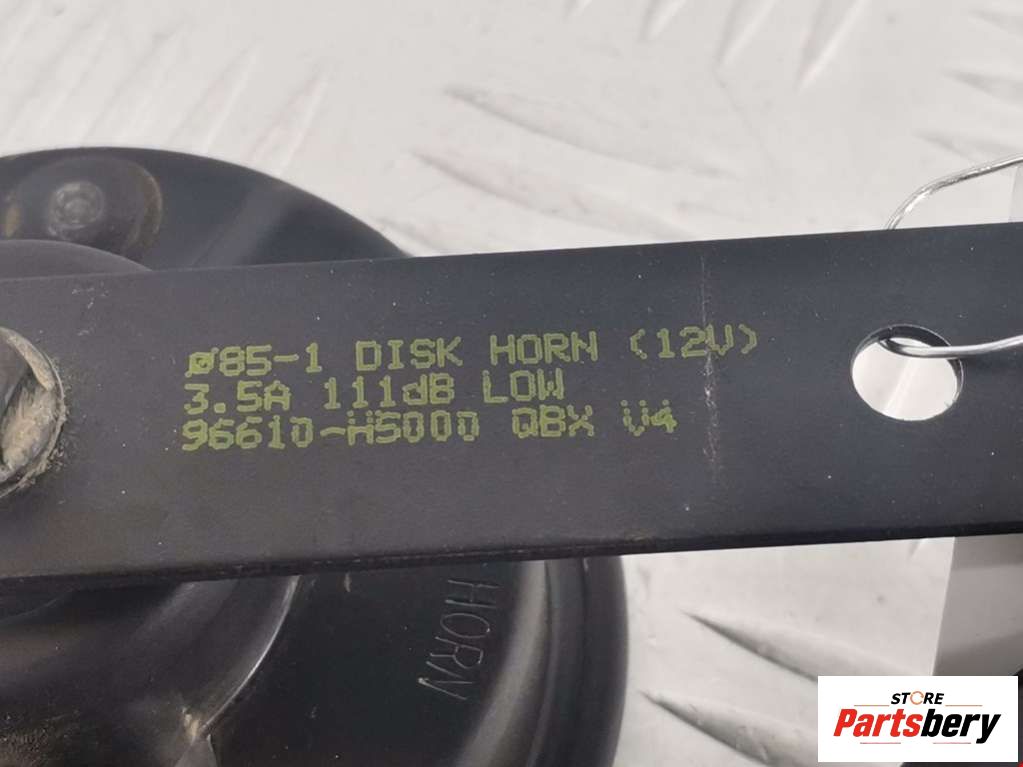 ø85-1 DISK HORN (12V)
3.5A 111dB LOW
96610-H5000 QBX V4
HORN
STORE
Partsbery